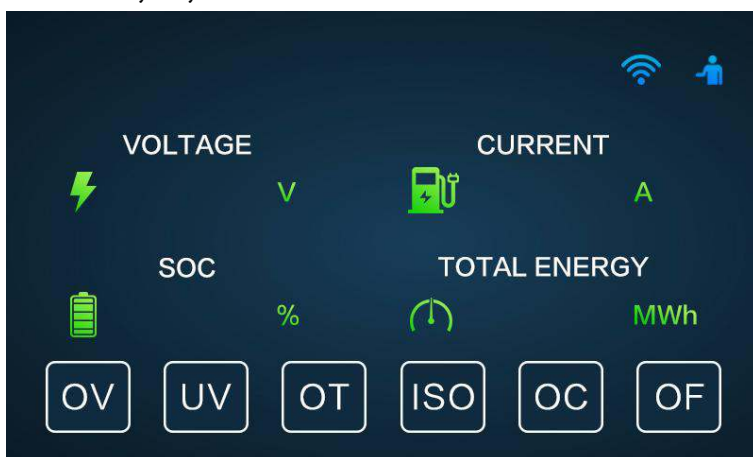 VOLTAGE CURRENT
V A
SOC TOTAL ENERGY
% MWh
OV UV OT ISO OC OF